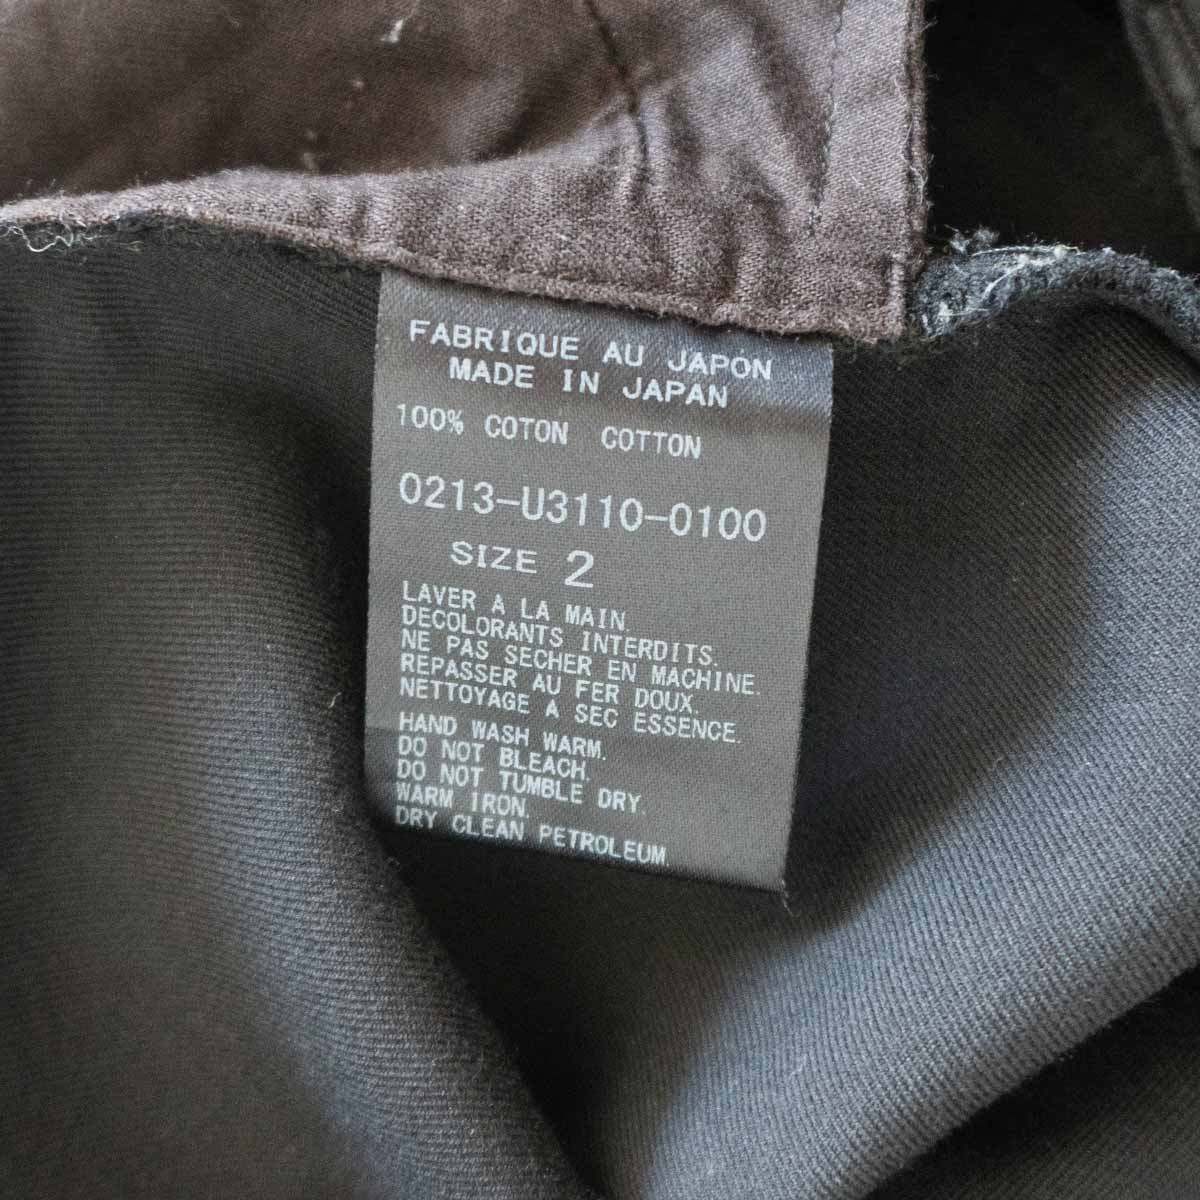 FABRIQUE AU JAPON
MADE IN JAPAN
100% COTON COTTON
0213-U3110-0100
SIZE 2
LAVER A LA MAIN
DECOLORANTS INTERDITS.
NE PAS SECHER EN MACHINE.
REPASSER AU FER DOUX.
NETTOYAGE A SEC ESSENCE.
HAND WASH WARM.
DO NOT BLEACH.
DO NOT TUMBLE DRY.
WARM IRON.
DRY CLEAN PETROLEUM